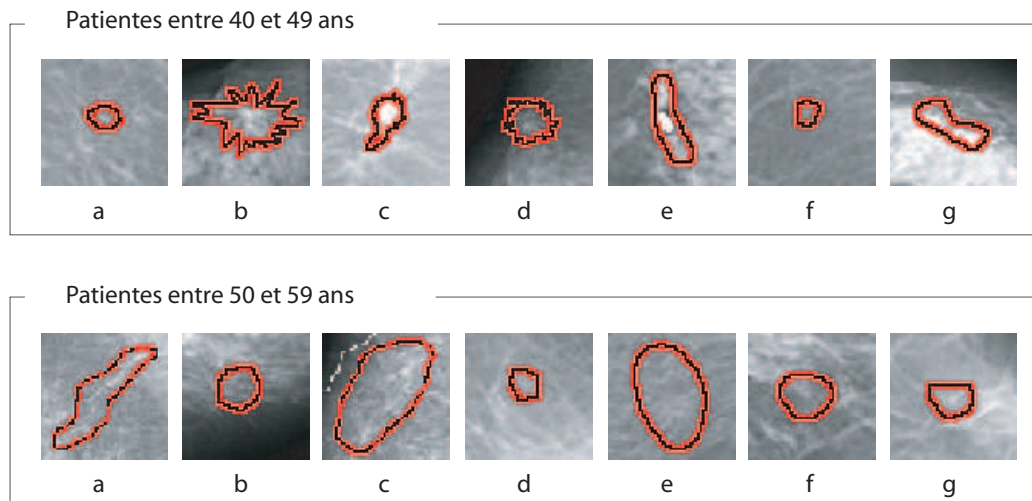 Patientes entre 40 et 49 ans
a b c d e f g
Patientes entre 50 et 59 ans
a b c d e f g